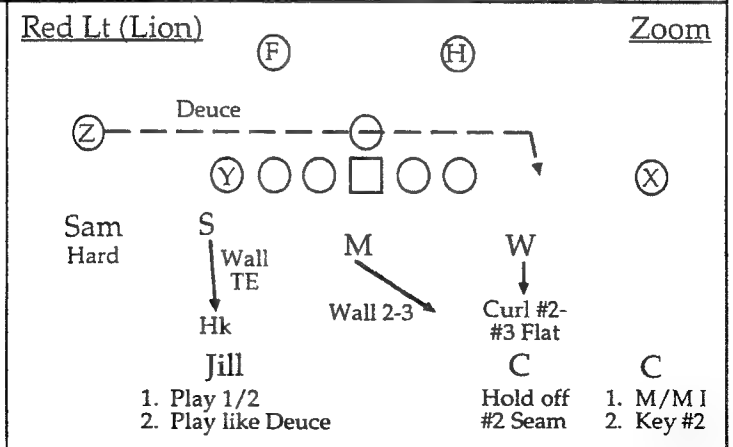 Red Lt (Lion)
Zoom
F
H
Deuce
Z
Y
X
Sam
Hard
S
M
W
Wall
TE
Wall 2-3
Hk
Curl #2-
#3 Flat
Jill
C
C
1. Play 1/2
2. Play like Deuce
Hold off
#2 Seam
1. M/M I
2. Key #2